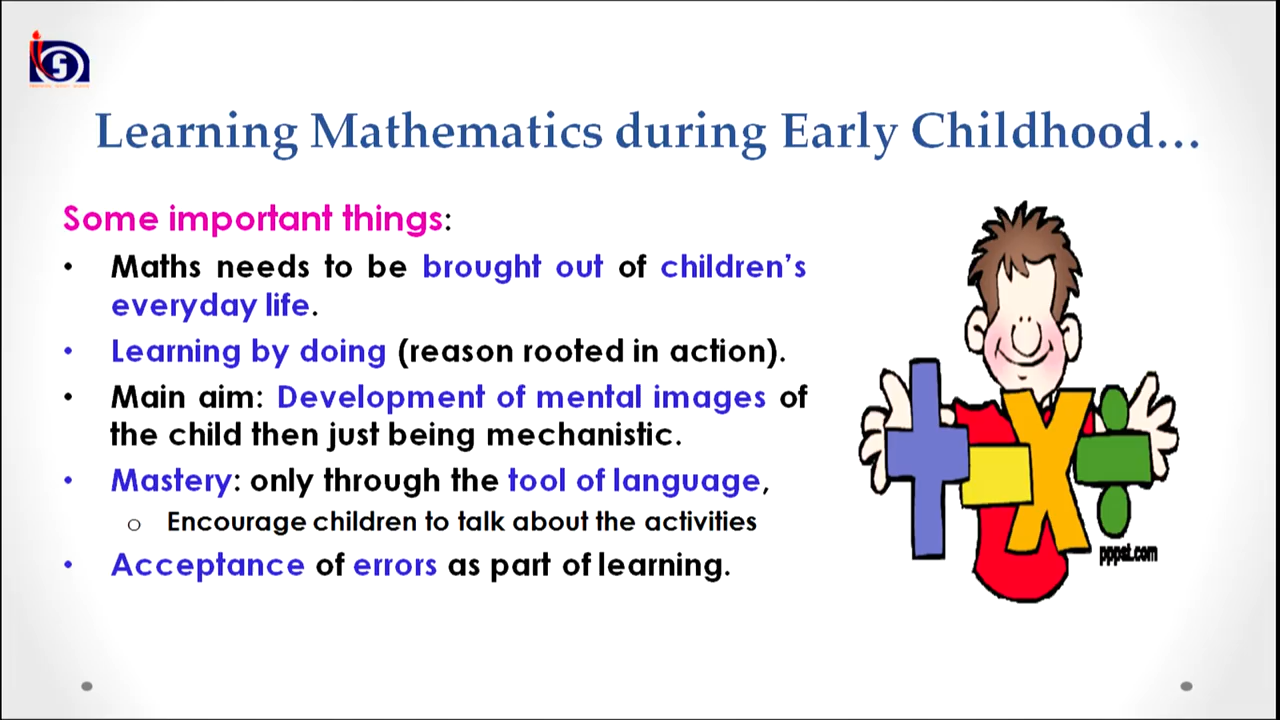 Learning Mathematics during Early Childhood...
Some important things:
• Maths needs to be brought out of children's
everyday life.
• Learning by doing (reason rooted in action).
• Main aim: Development of mental images of
the child then just being mechanistic.
• Mastery: only through the tool of language,
o Encourage children to talk about the activities
• Acceptance of errors as part of learning.
pppst.com